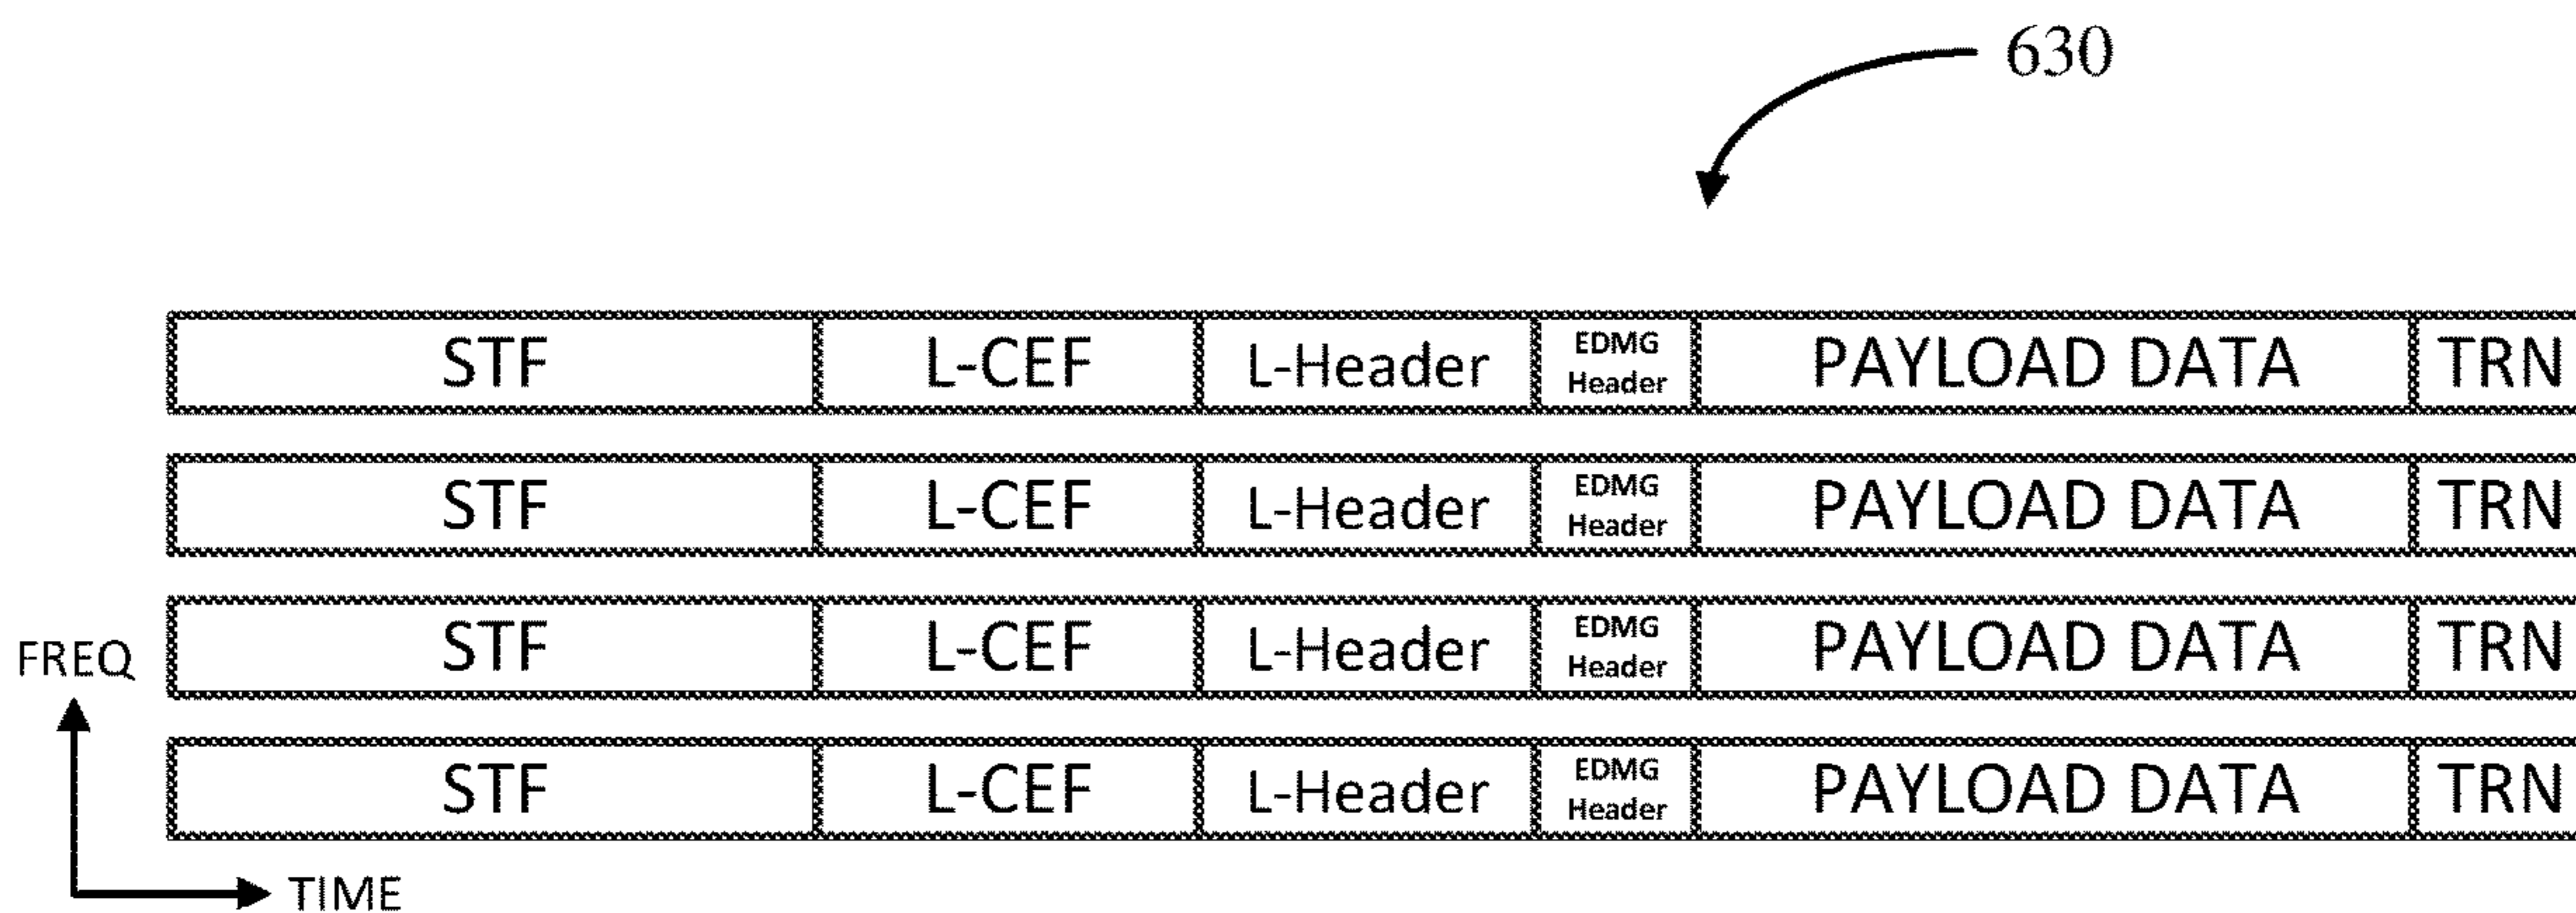 630
STF L-CEF L-Header EDMG Header PAYLOAD DATA TRN
STF L-CEF L-Header EDMG Header PAYLOAD DATA TRN
STF L-CEF L-Header EDMG Header PAYLOAD DATA TRN
STF L-CEF L-Header EDMG Header PAYLOAD DATA TRN
FREQ
TIME